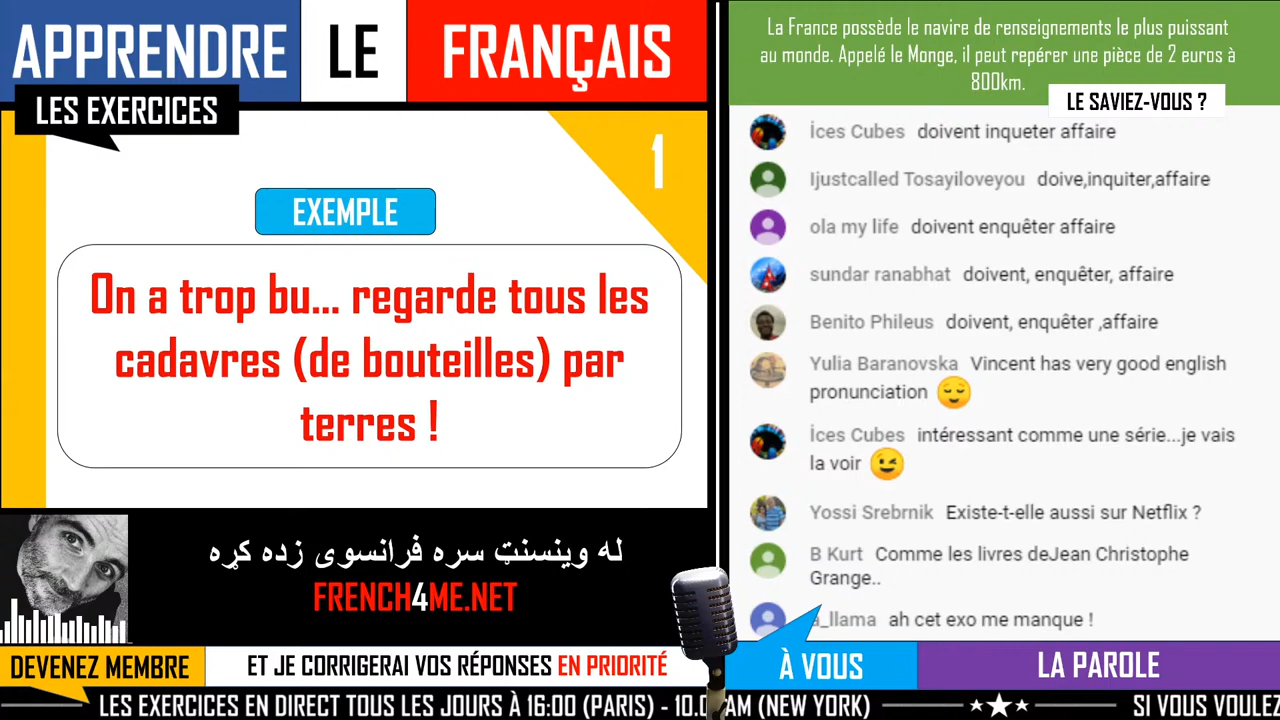 APPRENDRE LE FRANÇAIS
LES EXERCICES
1
EXEMPLE
On a trop bu... regarde tous les
cadavres (de bouteilles) par
terres !
له وینسنټ سره فرانسوی زده کړه
FRENCH4ME.NET
DEVENEZ MEMBRE
ET JE CORRIGERAI VOS RÉPONSES EN PRIORITÉ
La France possède le navire de renseignements le plus puissant
au monde. Appelé le Monge, il peut repérer une pièce de 2 euros à
800km.
LE SAVIEZ-VOUS ?
İces Cubes doivent inqueter affaire
Ijustcalled Tosayiloveyou doive,inquiter,affaire
ola my life doivent enquêter affaire
sundar ranabhat doivent, enquêter, affaire
Benito Phileus doivent, enquêter ,affaire
Yulia Baranovska Vincent has very good english
pronunciation 😌
İces Cubes intéressant comme une série...je vais
la voir 😉
Yossi Srebrnik Existe-t-elle aussi sur Netflix ?
B Kurt Comme les livres deJean Christophe
Grange..
_llama ah cet exo me manque !
À VOUS
LA PAROLE
LES EXERCICES EN DIRECT TOUS LES JOURS À 16:00 (PARIS) - 10. AM (NEW YORK)
SI VOUS VOULEZ